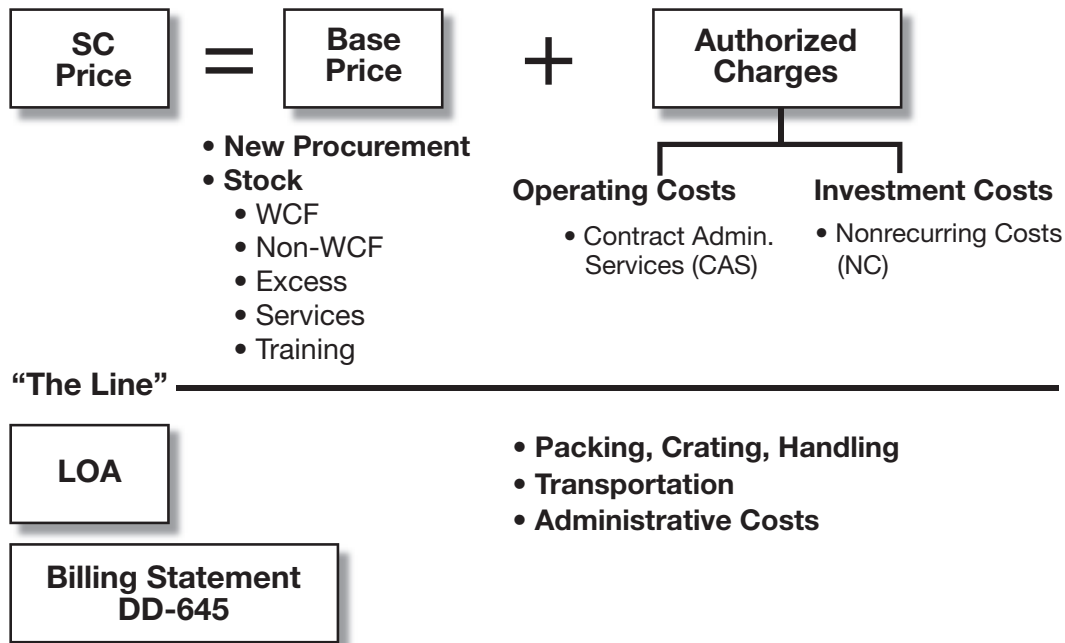 SC
Price
=
Base
Price
+
Authorized
Charges
• New Procurement
• Stock
• WCF
• Non-WCF
• Excess
• Services
• Training
Operating Costs
• Contract Admin.
Services (CAS)
Investment Costs
• Nonrecurring Costs
(NC)
“The Line”
LOA
• Packing, Crating, Handling
• Transportation
• Administrative Costs
Billing Statement
DD-645